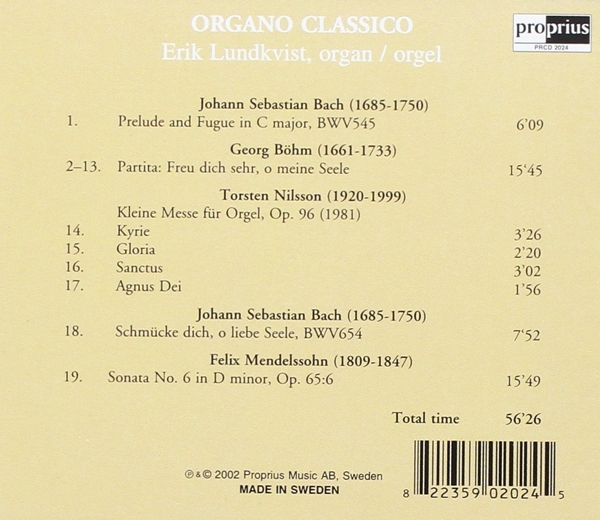 ORGANO CLASSICO
Erik Lundkvist, organ / orgel
proprius
PRCD 2024
Johann Sebastian Bach (1685-1750)
1. Prelude and Fugue in C major, BWV545 6'09
Georg Böhm (1661-1733)
2–13. Partita: Freu dich sehr, o meine Seele 15'45
Torsten Nilsson (1920-1999)
Kleine Messe für Orgel, Op. 96 (1981)
14. Kyrie 3'26
15. Gloria 2'20
16. Sanctus 3'02
17. Agnus Dei 1'56
Johann Sebastian Bach (1685-1750)
18. Schmücke dich, o liebe Seele, BWV654 7'52
Felix Mendelssohn (1809-1847)
19. Sonata No. 6 in D minor, Op. 65:6 15'49
Total time 56'26
℗ & © 2002 Proprius Music AB, Sweden
MADE IN SWEDEN
8 22359 02024 5